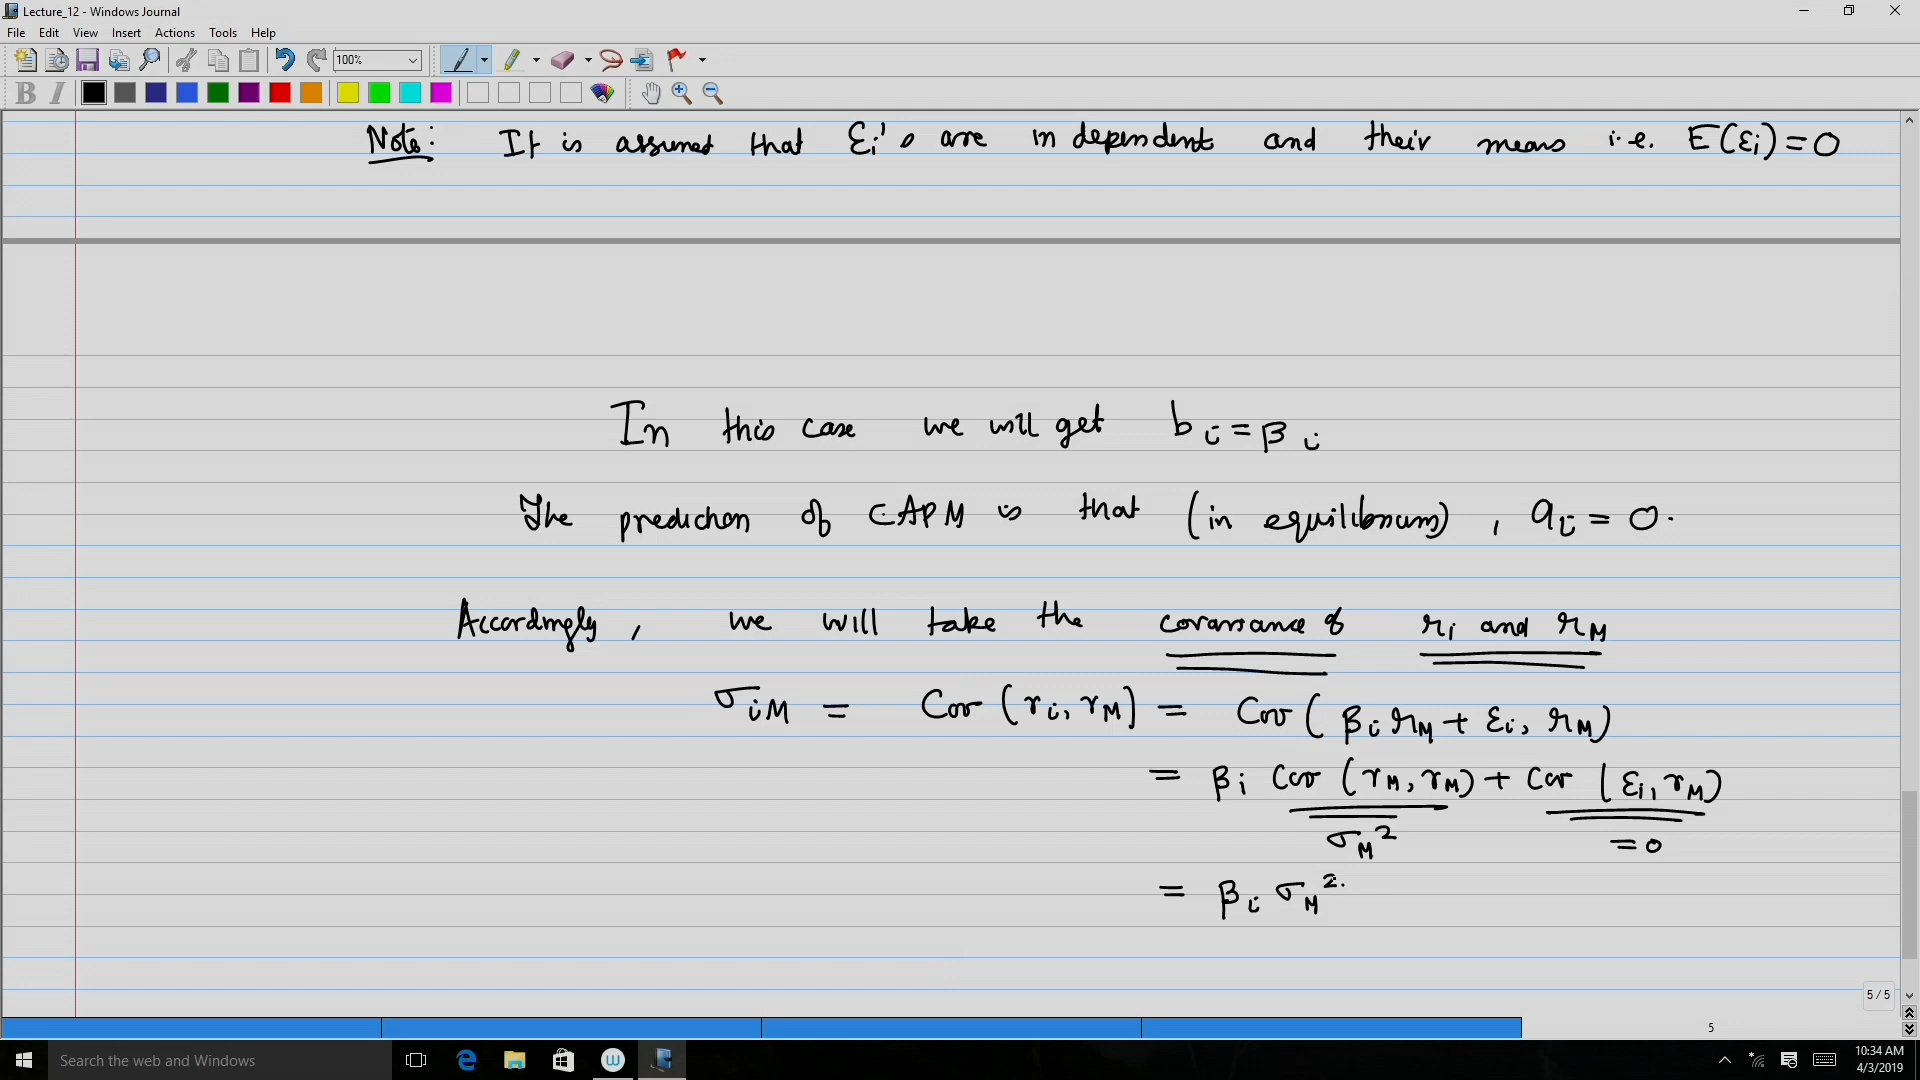 Lecture_12 - Windows Journal
File Edit View Insert Actions Tools Help
100%
B I
Note: It is assumed that εi's are independent and their means i.e. E(εi) = 0
In this case we will get bi = βi
The prediction of CAPM is that (in equilibrium), ai = 0.
Accordingly, we will take the covariance of ri and rM
σiM = Cov (ri, rM) = Cov ( βi rM + εi, rM)
= βi Cov (rM, rM) + Cov (εi, rM)
σM² = 0
= βi σM².
5 / 5
5
Search the web and Windows
10:34 AM
4/3/2019